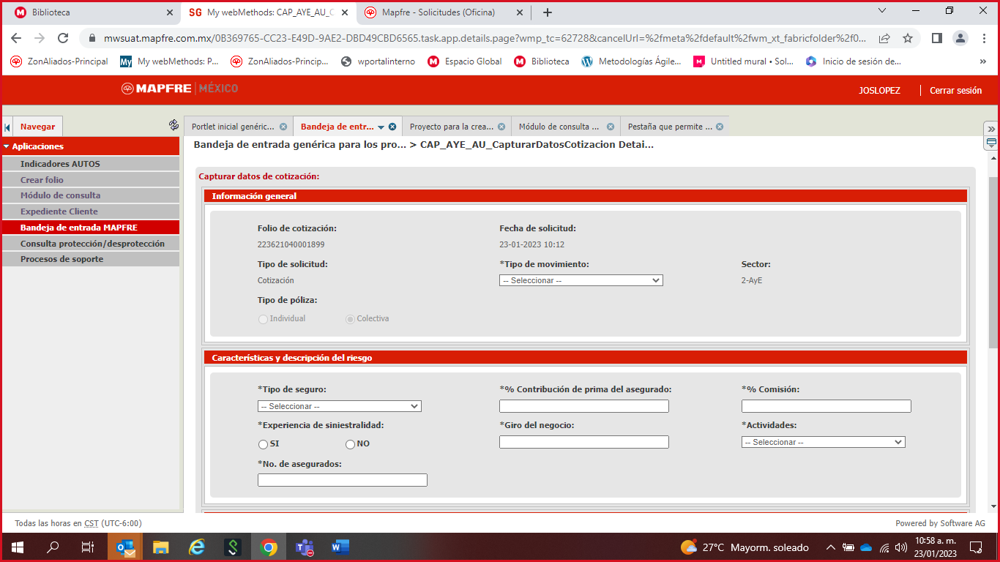 Biblioteca
SG My webMethods: CAP_AYE_AU_C
Mapfre - Solicitudes (Oficina)
mwsuat.mapfre.com.mx/0B369765-CC23-E49D-9AE2-DBD49CBD6565.task.app.details.page?wmp_tc=62728&cancelUrl=%2fmeta%2fdefault%2fwm_xt_fabricfolder%2f0...
ZonAliados-Principal
My webMethods: P...
ZonAliados-Princip...
wportalinterno
Espacio Global
Biblioteca
Metodologías Ágile...
Untitled mural • Sol...
Inicio de sesión de...
MAPFRE | MÉXICO
JOSLOPEZ
Cerrar sesión
Navegar
Portlet inicial genéric...
Bandeja de entr...
Proyecto para la crea...
Módulo de consulta ...
Pestaña que permite ...
Aplicaciones
Indicadores AUTOS
Crear folio
Módulo de consulta
Expediente Cliente
Bandeja de entrada MAPFRE
Consulta protección/desprotección
Procesos de soporte
Bandeja de entrada genérica para los pro... > CAP_AYE_AU_CapturarDatosCotizacion Detai...
Capturar datos de cotización:
Información general
Folio de cotización:
Fecha de solicitud:
223621040001899
23-01-2023 10:12
Tipo de solicitud:
*Tipo de movimiento:
Sector:
Cotización
-- Seleccionar --
2-AyE
Tipo de póliza:
Individual
Colectiva
Características y descripción del riesgo
*Tipo de seguro:
*% Contribución de prima del asegurado:
*% Comisión:
-- Seleccionar --
*Experiencia de siniestralidad:
*Giro del negocio:
*Actividades:
SI
NO
-- Seleccionar --
*No. de asegurados:
Todas las horas en CST (UTC-6:00)
Powered by Software AG
27°C Mayorm. soleado
10:58 a. m.
23/01/2023